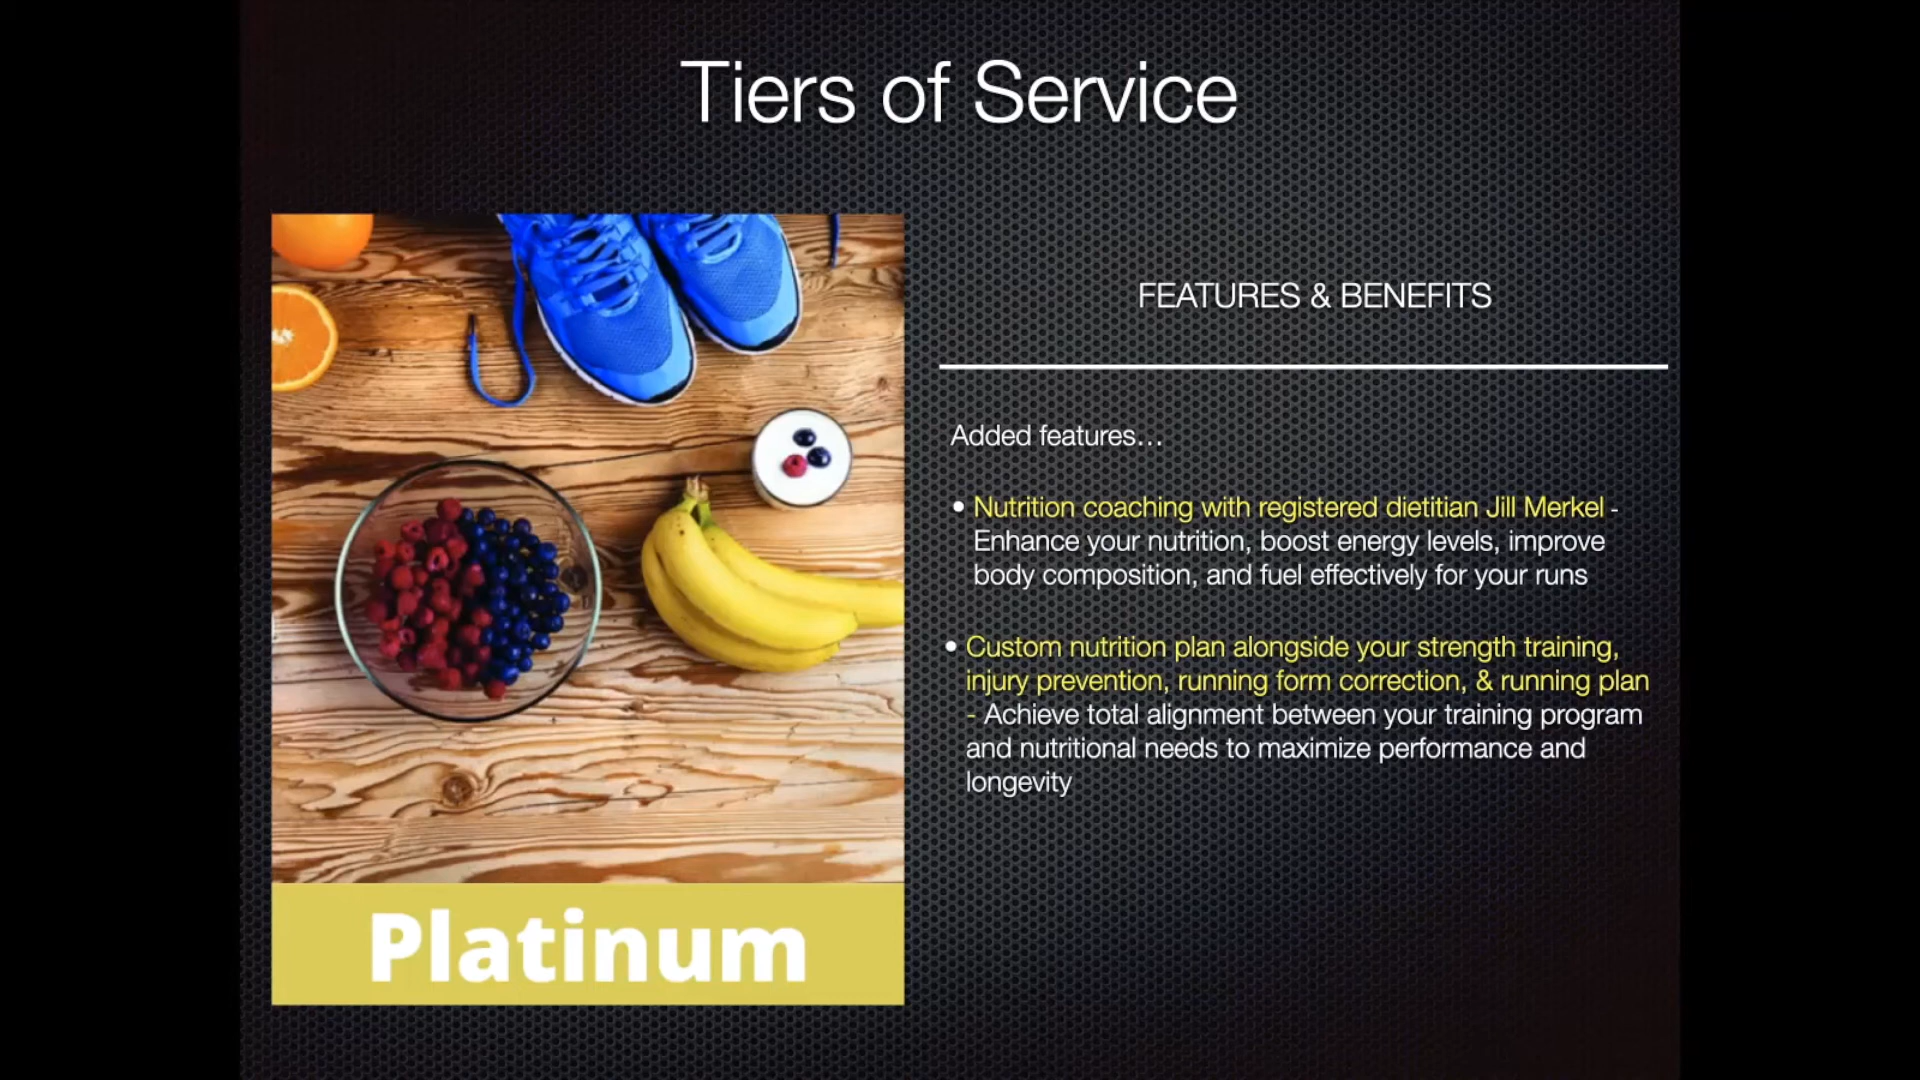 Tiers of Service
FEATURES & BENEFITS
Added features…
• Nutrition coaching with registered dietitian Jill Merkel -
Enhance your nutrition, boost energy levels, improve
body composition, and fuel effectively for your runs
• Custom nutrition plan alongside your strength training,
injury prevention, running form correction, & running plan
- Achieve total alignment between your training program
and nutritional needs to maximize performance and
longevity
Platinum